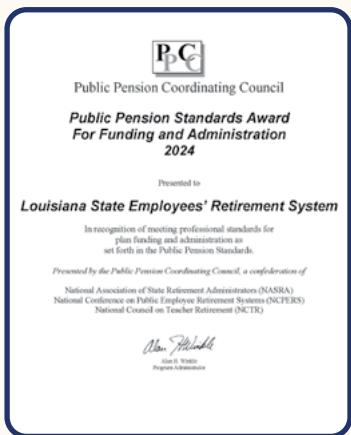 PPCC
Public Pension Coordinating Council
Public Pension Standards Award
For Funding and Administration
2024
Presented to
Louisiana State Employees' Retirement System
In recognition of meeting professional standards for
plan funding and administration as
set forth in the Public Pension Standards.
Presented by the Public Pension Coordinating Council, a confederation of
National Association of State Retirement Administrators (NASRA)
National Conference on Public Employee Retirement Systems (NCPERS)
National Council on Teacher Retirement (NCTR)
Alan H. Winkle
Alan H. Winkle
Program Administrator